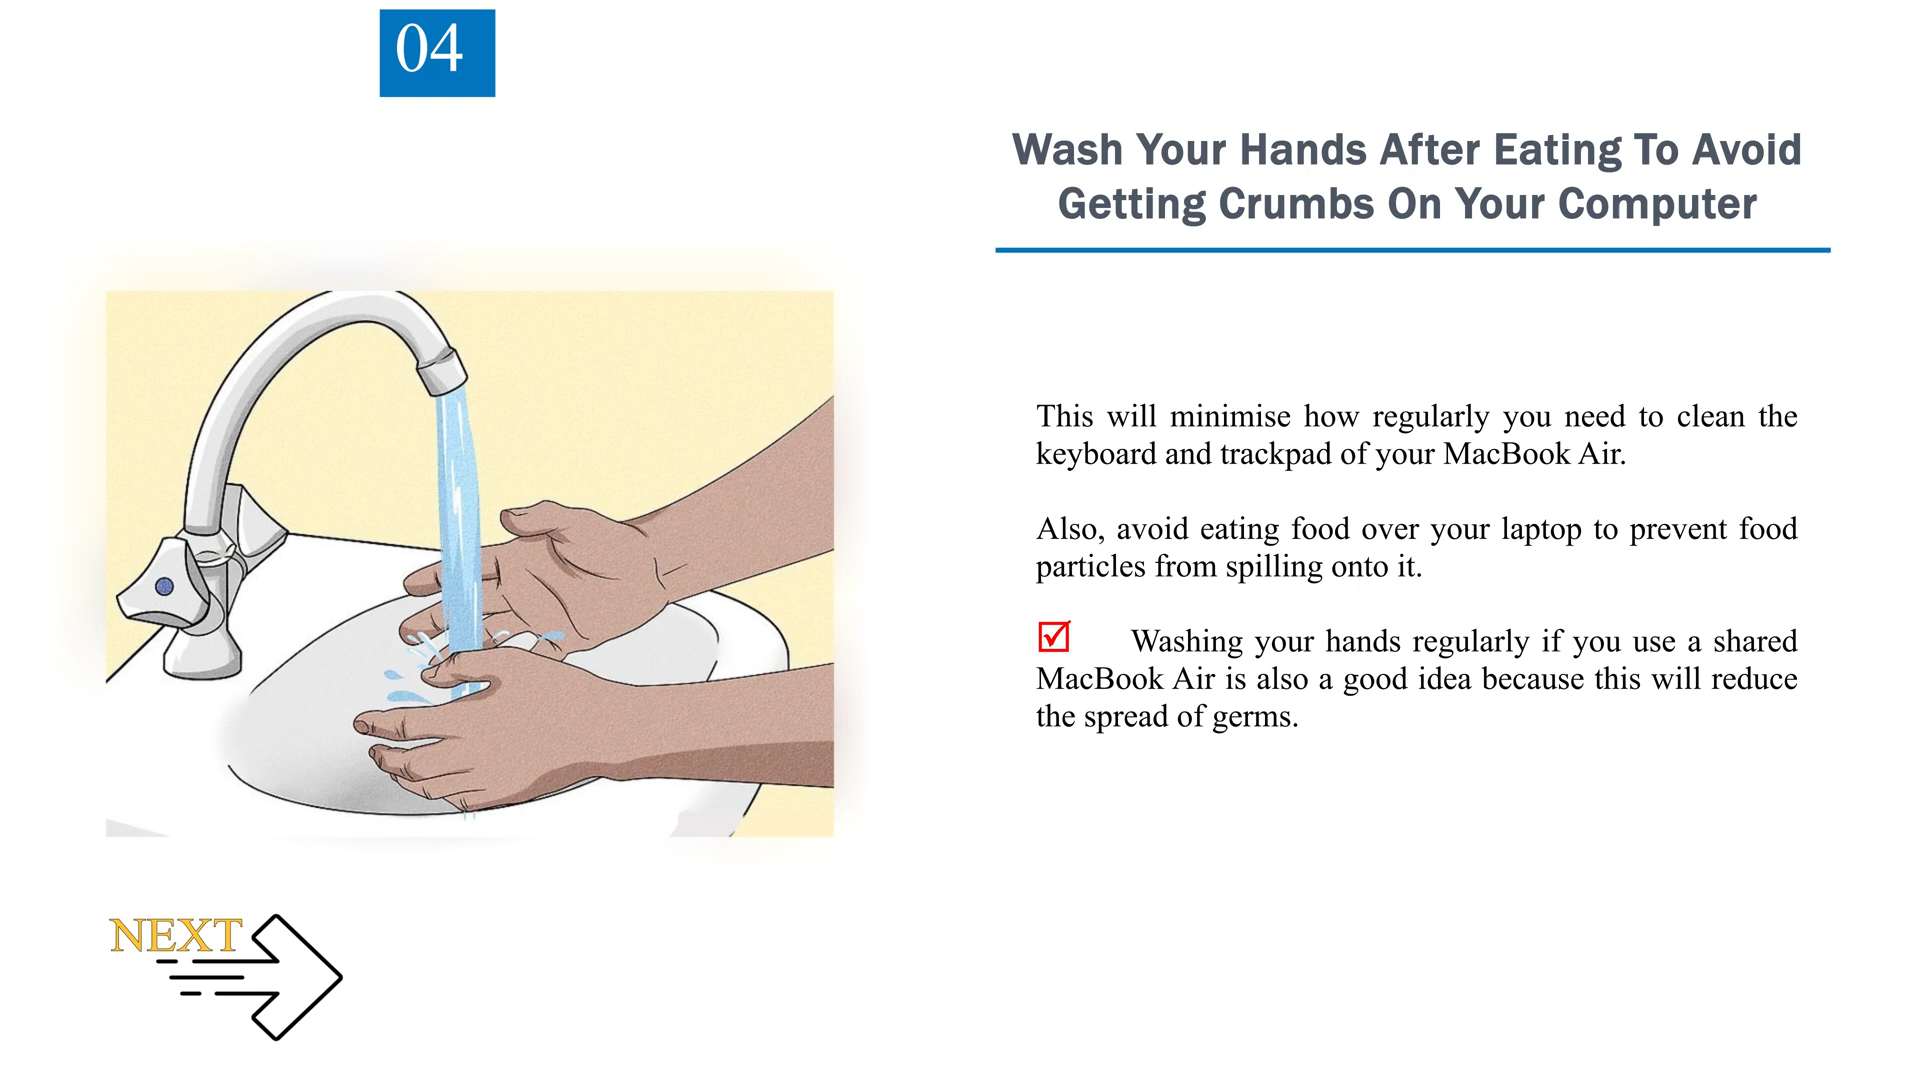 04
Wash Your Hands After Eating To Avoid
Getting Crumbs On Your Computer
This will minimise how regularly you need to clean the
keyboard and trackpad of your MacBook Air.
Also, avoid eating food over your laptop to prevent food
particles from spilling onto it.
☑ Washing your hands regularly if you use a shared
MacBook Air is also a good idea because this will reduce
the spread of germs.
NEXT